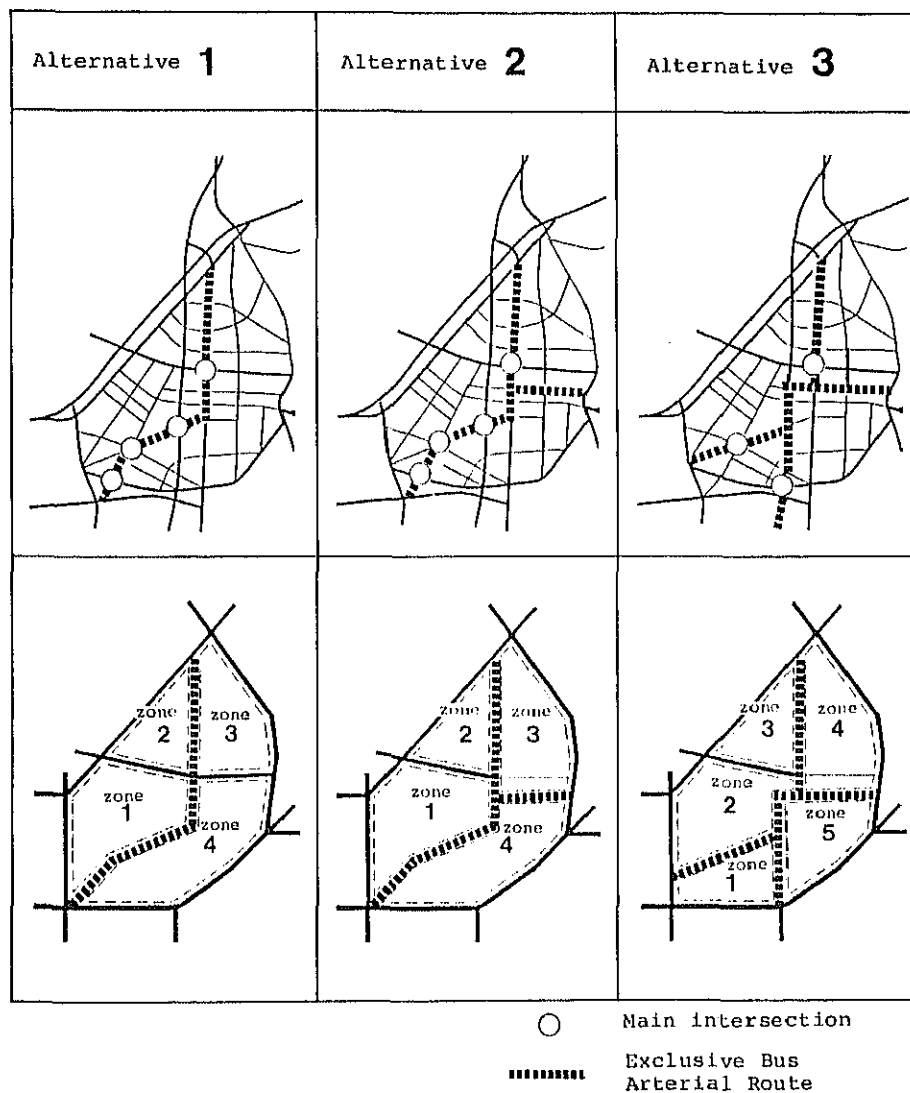 Alternative 1
Alternative 2
Alternative 3
zone 2
zone 3
zone 1
zone 4
zone 2
zone 3
zone 1
zone 4
zone 3
zone 4
zone 2
zone 5
zone 1
Main intersection
Exclusive Bus
Arterial Route